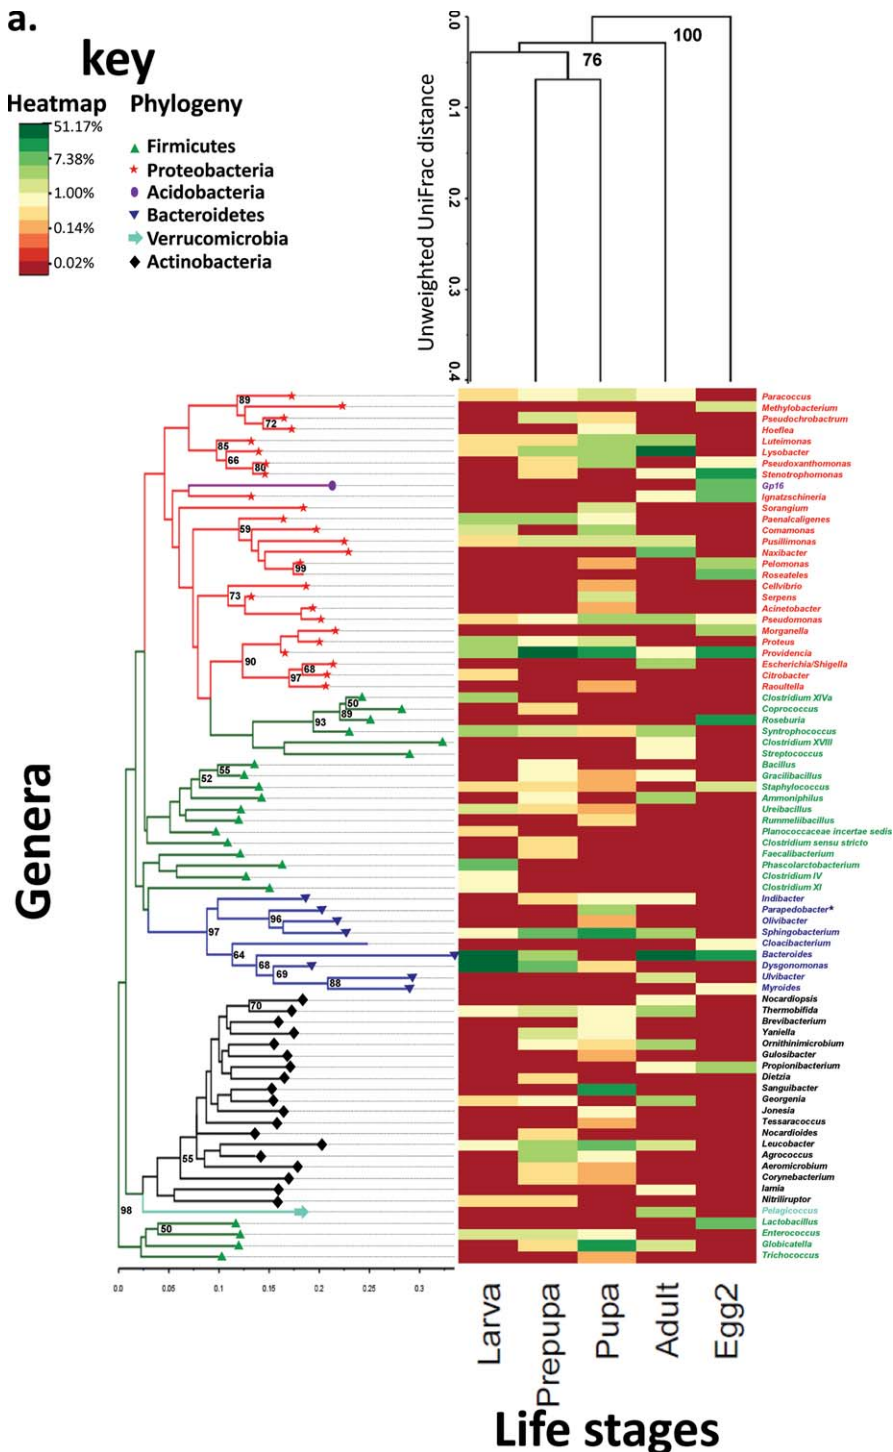 a.
key
Heatmap
Phylogeny
51.17%
7.38%
1.00%
0.14%
0.02%
Firmicutes
Proteobacteria
Acidobacteria
Bacteroidetes
Verrucomicrobia
Actinobacteria
Unweighted UniFrac distance
0.0
0.1
0.2
0.3
0.4
100
76
Paracoccus
Methylobacterium
Pseudochrobactrum
Hoeflea
Luteimonas
Lysobacter
Pseudoxanthomonas
Stenotrophomonas
Gp16
Ignatzschineria
Sorangium
Paenalcaligenes
Comamonas
Pusillimonas
Naxibacter
Pelomonas
Roseateles
Cellvibrio
Serpens
Acinetobacter
Pseudomonas
Morganella
Proteus
Providencia
Escherichia/Shigella
Citrobacter
Raoultella
Clostridium XIVa
Coprococcus
Roseburia
Syntrophococcus
Clostridium XVIII
Streptococcus
Bacillus
Gracilibacillus
Staphylococcus
Ammoniphilus
Ureibacillus
Rummeliibacillus
Planococcaceae incertae sedis
Clostridium sensu stricto
Faecalibacterium
Phascolarctobacterium
Clostridium IV
Clostridium XI
Indibacter
Parapedobacter*
Olivibacter
Sphingobacterium
Cloacibacterium
Bacteroides
Dysgonomonas
Ulvibacter
Myroides
Nocardiopsis
Thermobifida
Brevibacterium
Yaniella
Ornithinimicrobium
Gulosibacter
Propionibacterium
Dietzia
Sanguibacter
Georgenia
Jonesia
Tessaracoccus
Nocardioides
Leucobacter
Agrococcus
Aeromicrobium
Corynebacterium
Iamia
Nitriliruptor
Pelagicoccus
Lactobacillus
Enterococcus
Globicatella
Trichococcus
89
72
85
66
80
59
99
73
90
68
97
50
89
93
55
52
96
97
64
68
69
88
70
55
98
50
Genera
0.0
0.05
0.1
0.15
0.2
0.25
0.3
Larva
Prepupa
Pupa
Adult
Egg2
Life stages